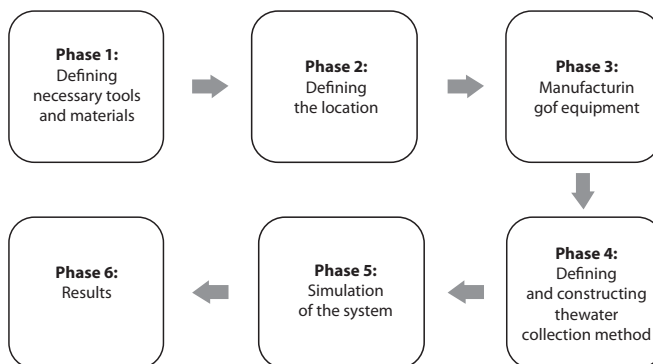 Phase 1:
Defining
necessary tools
and materials
Phase 2:
Defining
the location
Phase 3:
Manufacturin
gof equipment
Phase 4:
Defining
and constructing
thewater
collection method
Phase 5:
Simulation
of the system
Phase 6:
Results